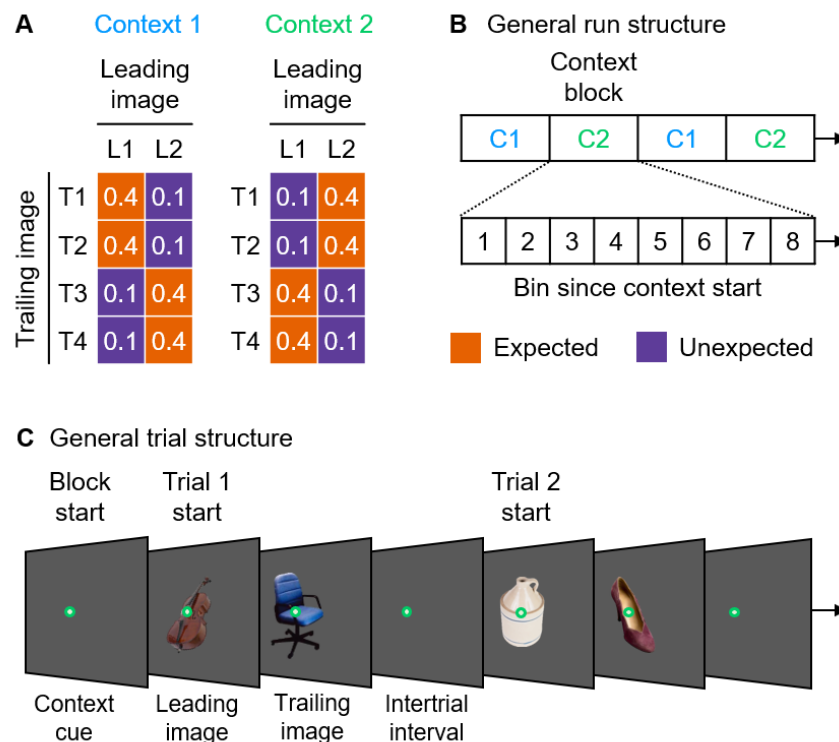 A Context 1 Context 2
Leading image Leading image
L1 L2 L1 L2
Trailing image
T1 0.4 0.1 T1 0.1 0.4
T2 0.4 0.1 T2 0.1 0.4
T3 0.1 0.4 T3 0.4 0.1
T4 0.1 0.4 T4 0.4 0.1
B General run structure
Context
block
C1 C2 C1 C2
1 2 3 4 5 6 7 8
Bin since context start
Expected Unexpected
C General trial structure
Block start Trial 1 start Trial 2 start
Context cue Leading image Trailing image Intertrial interval